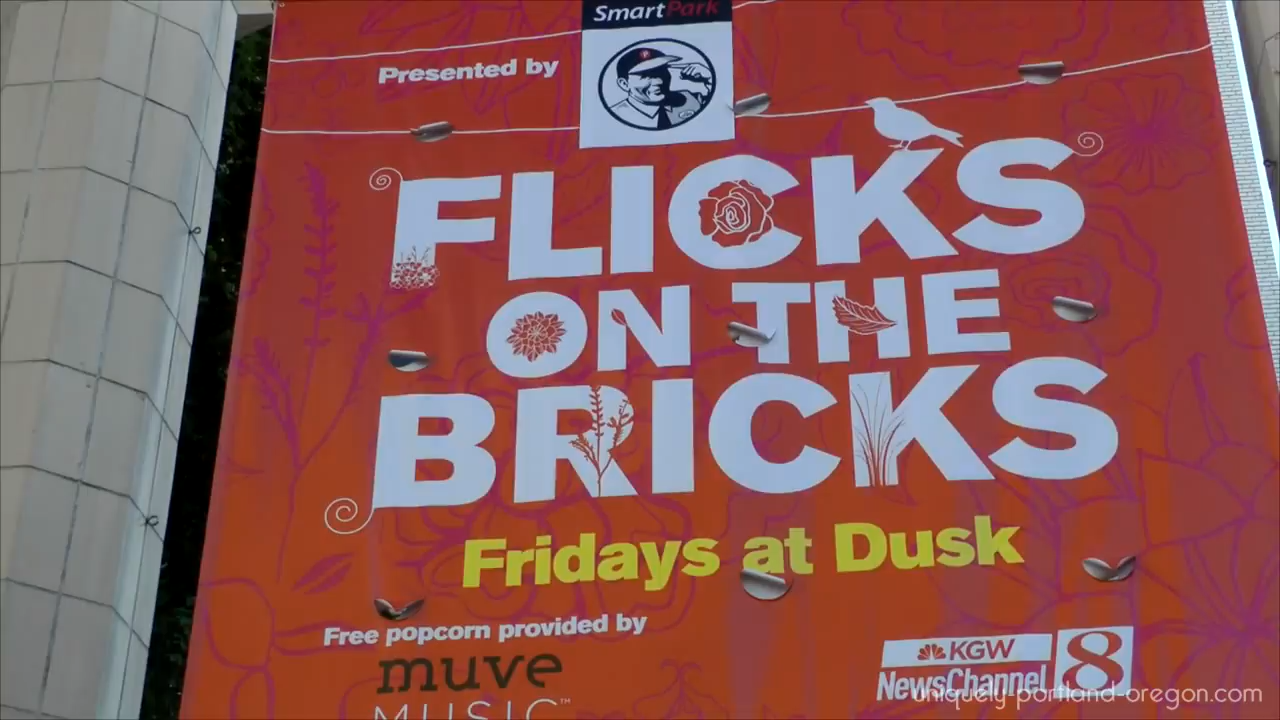 SmartPark
Presented by
FLICKS
ON THE
BRICKS
Fridays at Dusk
Free popcorn provided by
muve
MUSIC™
KGW 8
NewsChannel
uniquely-portland-oregon.com